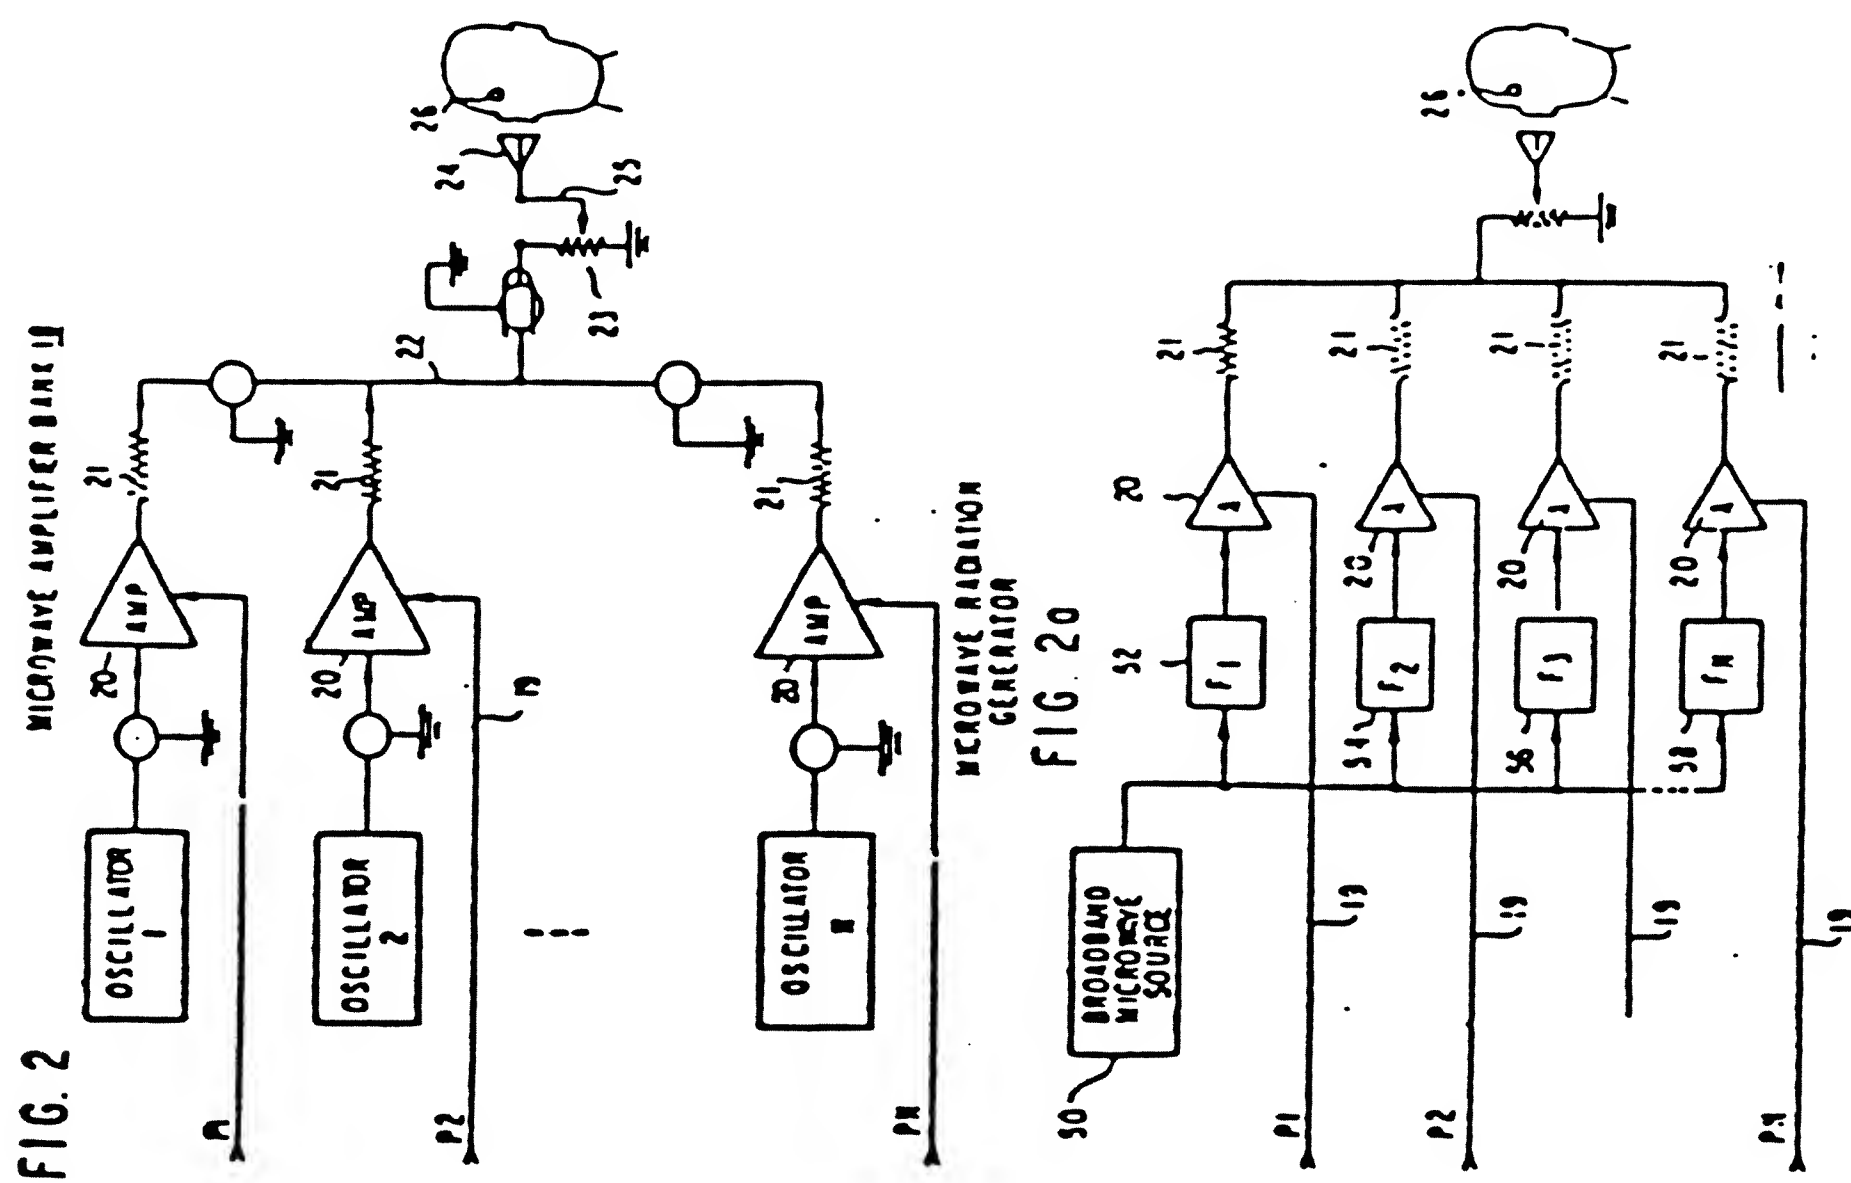 FIG. 2
MICROWAVE AMPLIFIER BANK 18
OSCILLATOR
1
20
AMP
21
P1
OSCILLATOR
2
20
AMP
21
P2
19
22
23
25
24
26
OSCILLATOR
N
20
AMP
21
PN
MICROWAVE RADIATION
GENERATOR
FIG. 2a
50
BROADBAND
MICROWAVE
SOURCE
52
F1
20
A
21
P1
19
54
F2
20
A
21
P2
19
56
F3
20
A
21
19
58
FN
20
A
21
PN
19
26